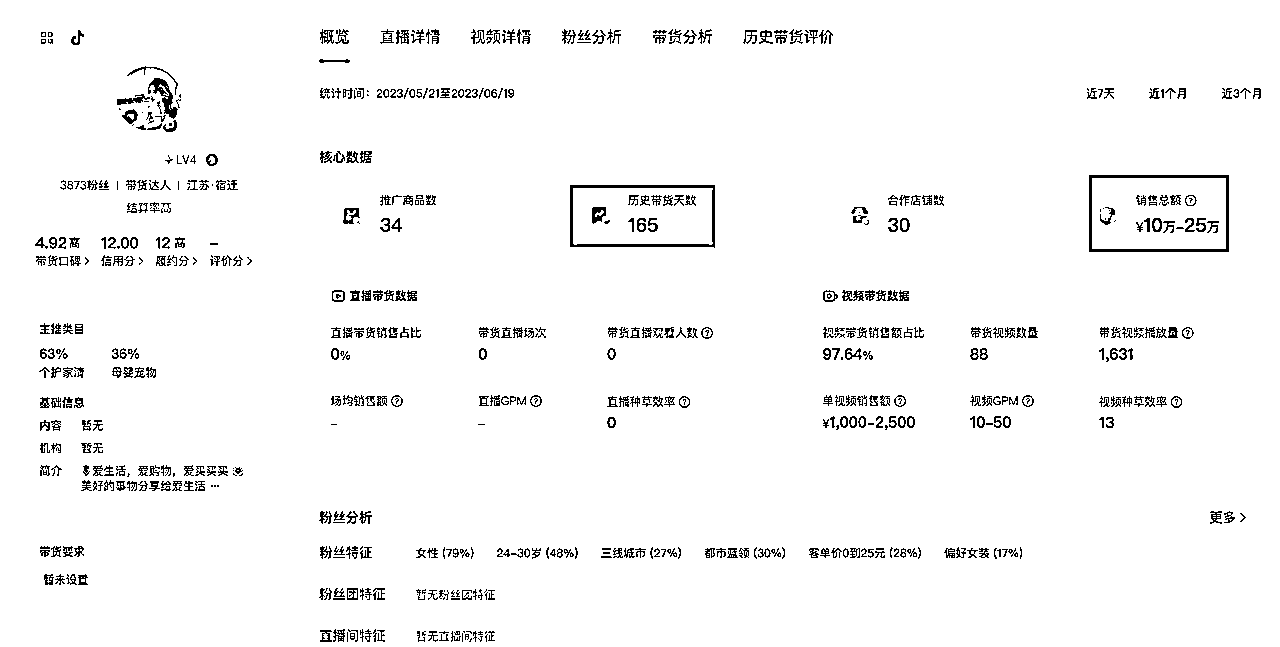 概览 直播详情 视频详情 粉丝分析 带货分析 历史带货评价
统计时间：2023/05/21至2023/06/19 近7天 近1个月 近3个月
LV4
3873粉丝 | 带货达人 | 江苏·宿迁
结算率高
4.92高 12.00 12高 –
带货口碑> 信用分> 履约分> 评价分>
主推类目
63% 36%
个护家清 母婴宠物
基础信息
内容 暂无
机构 暂无
简介 爱生活，爱购物，爱买买买
美好的事物分享给爱生活 ···
带货要求
暂未设置
核心数据
推广商品数 历史带货天数 合作店铺数 销售总额
34 165 30 ¥10万-25万
直播带货数据
直播带货销售占比 带货直播场次 带货直播观看人数
0% 0 0
场均销售额 直播GPM 直播种草效率
– – 0
视频带货数据
视频带货销售额占比 带货视频数量 带货视频播放量
97.64% 88 1,631
单视频销售额 视频GPM 视频种草效率
¥1,000-2,500 10-50 13
粉丝分析 更多>
粉丝特征 女性 (79%) 24-30岁 (48%) 三线城市 (27%) 都市蓝领 (30%) 客单价0到25元 (28%) 偏好女装 (17%)
粉丝团特征 暂无粉丝团特征
直播间特征 暂无直播间特征